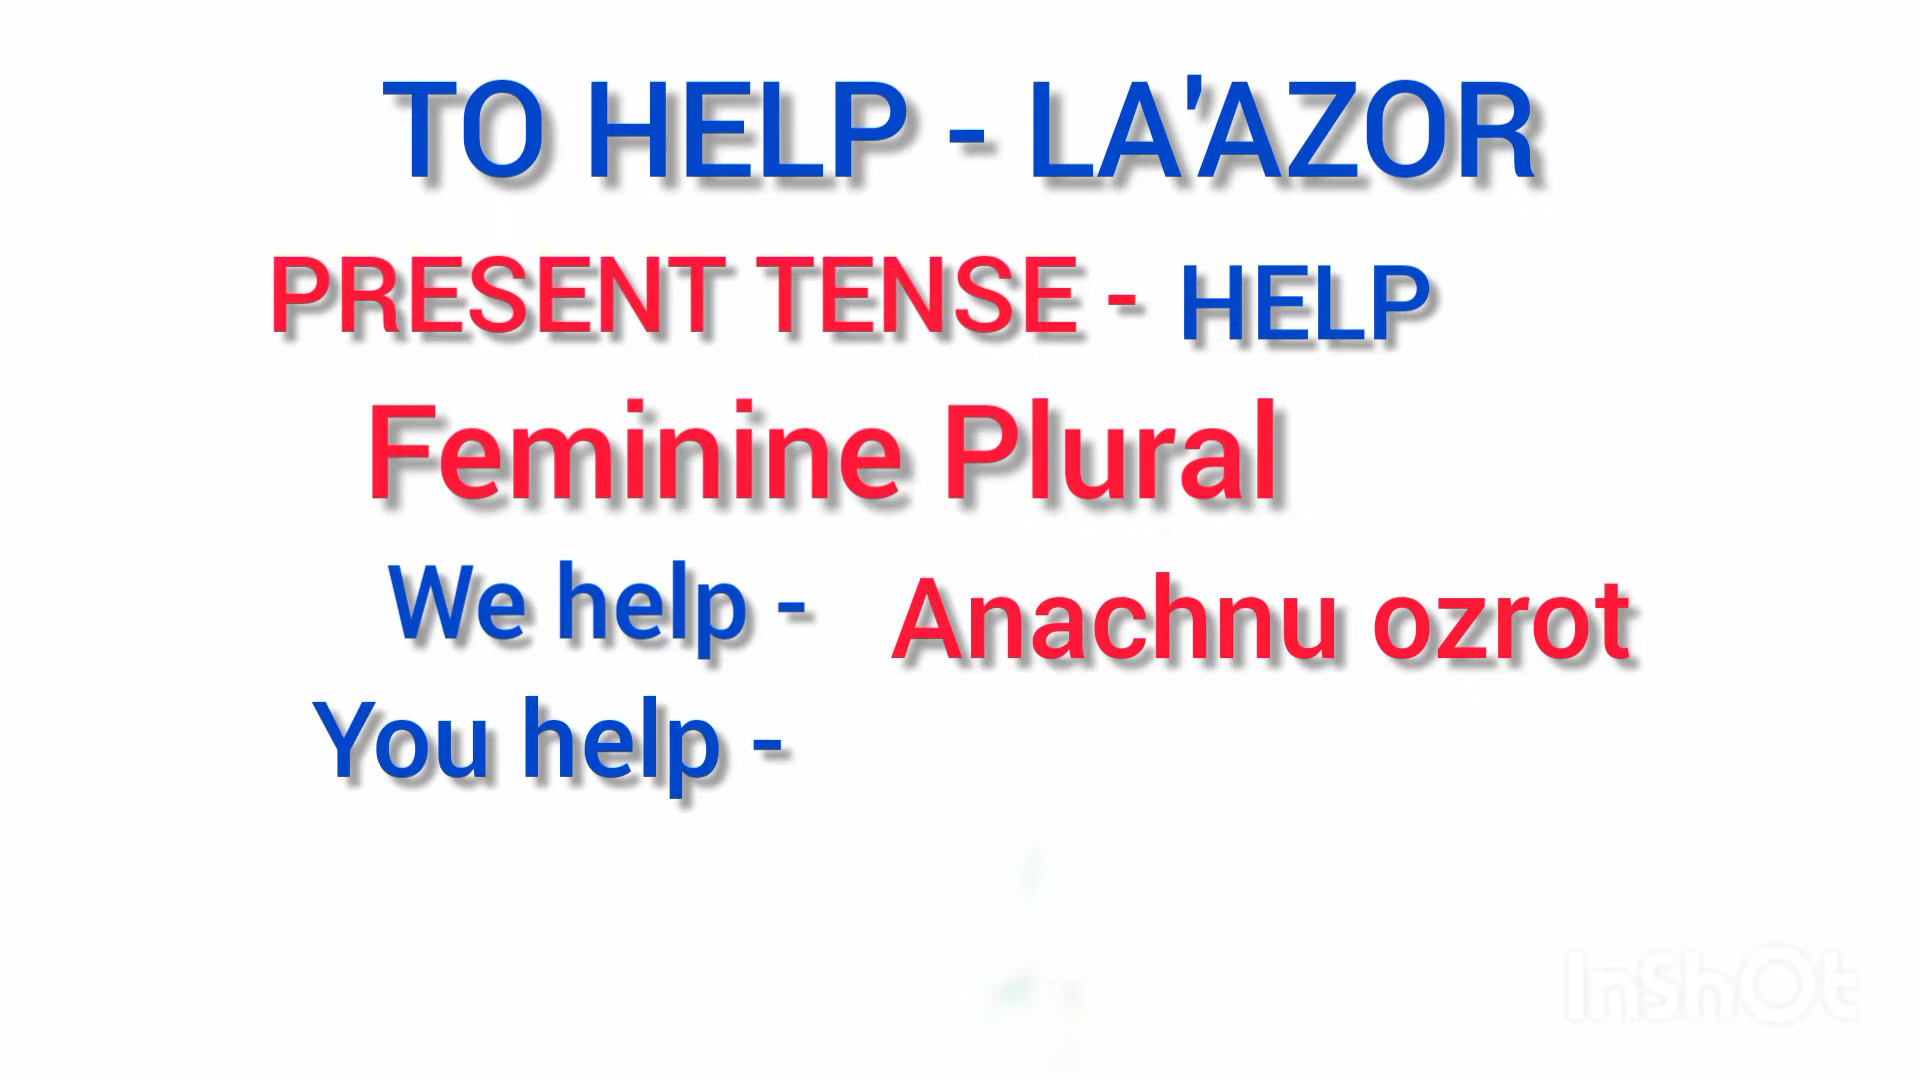 TO HELP - LA'AZOR
PRESENT TENSE - HELP
Feminine Plural
We help - Anachnu ozrot
You help -
InShOt